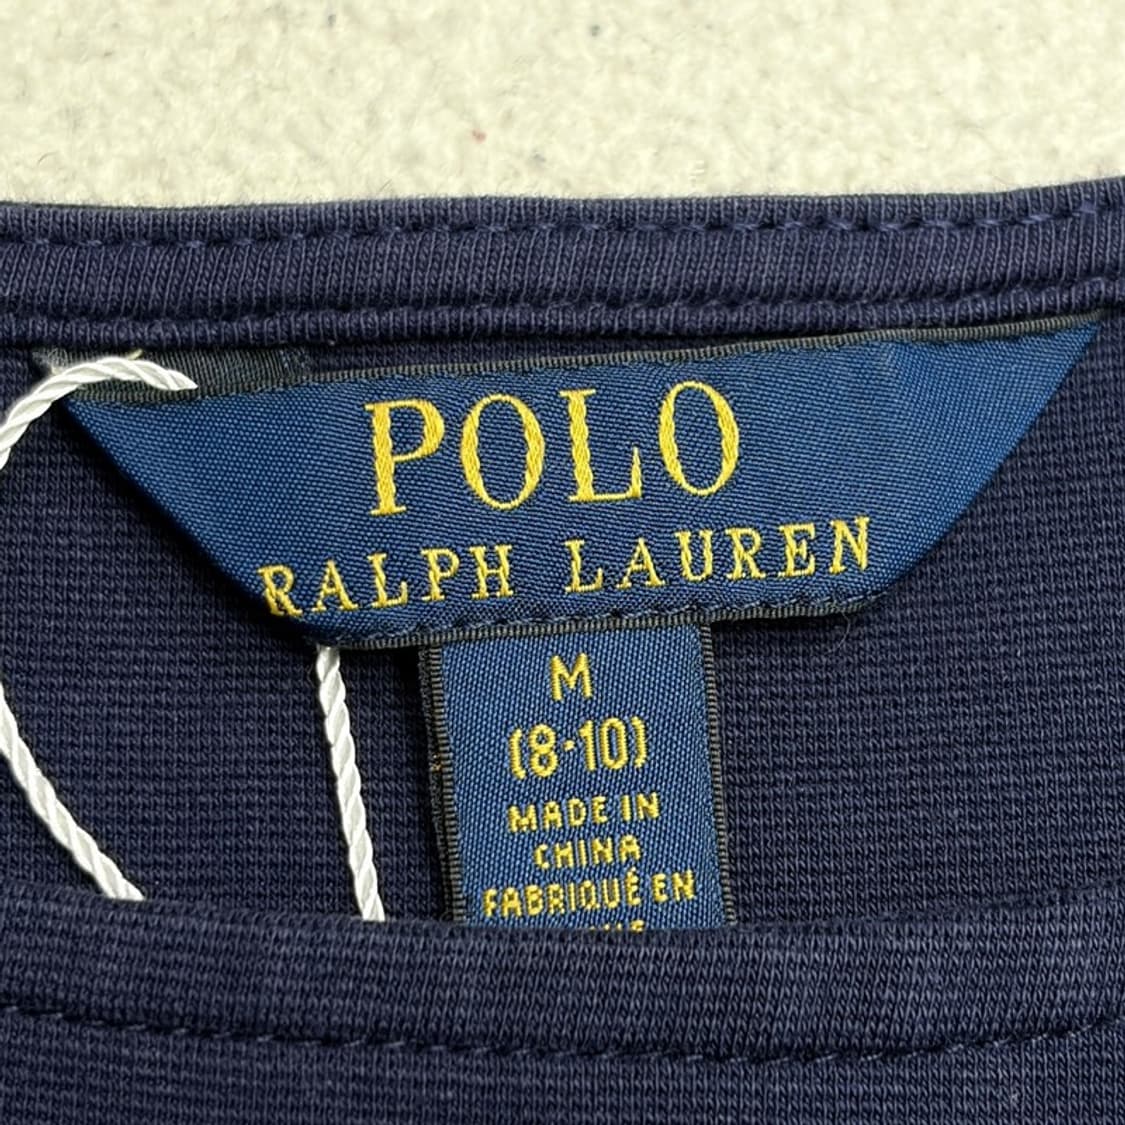 POLO
RALPH LAUREN
M
(8-10)
MADE IN
CHINA
FABRIQUÉ EN